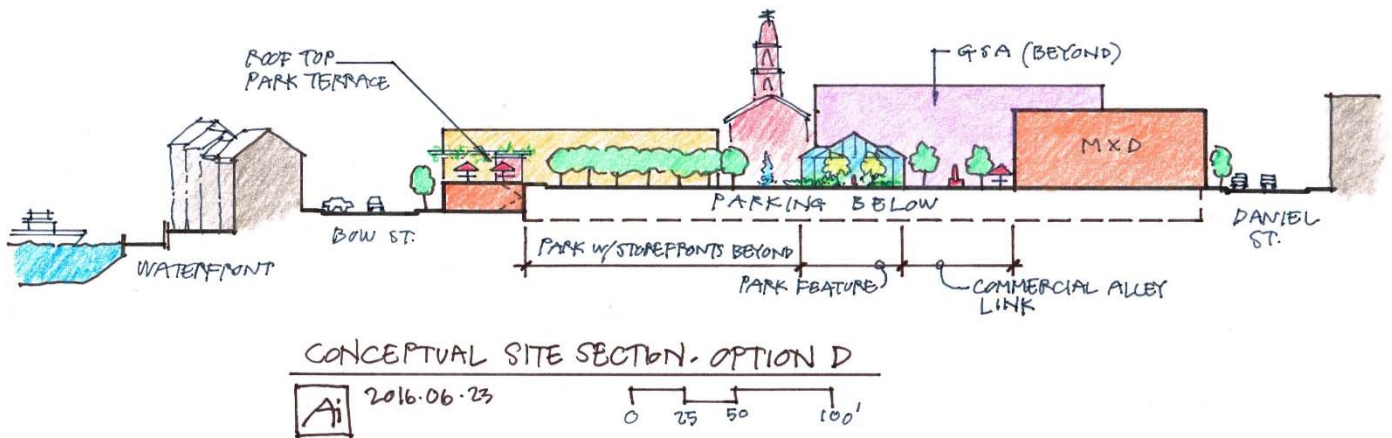 ROOF TOP
PARK TERRACE
GSA (BEYOND)
MXD
PARKING BELOW
BOW ST.
DANIEL
ST.
WATERFRONT
PARK W/STOREFRONTS BEYOND
PARK FEATURE
COMMERCIAL ALLEY
LINK
CONCEPTUAL SITE SECTION. OPTION D
Ai
2016.06.23
0 25 50 100'